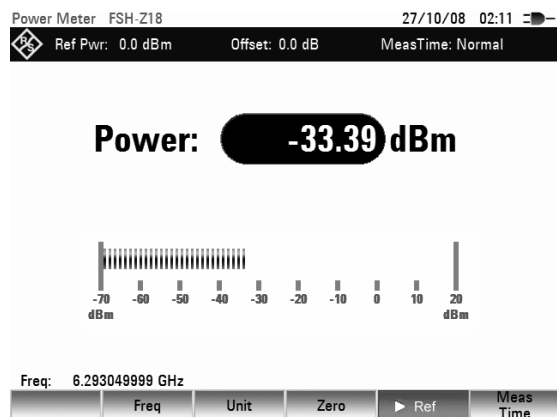 Power Meter FSH-Z18 27/10/08 02:11
R&S Ref Pwr: 0.0 dBm Offset: 0.0 dB MeasTime: Normal
Power: -33.39 dBm
-70 -60 -50 -40 -30 -20 -10 0 10 20
dBm dBm
Freq: 6.293049999 GHz
Freq Unit Zero Ref Meas Time